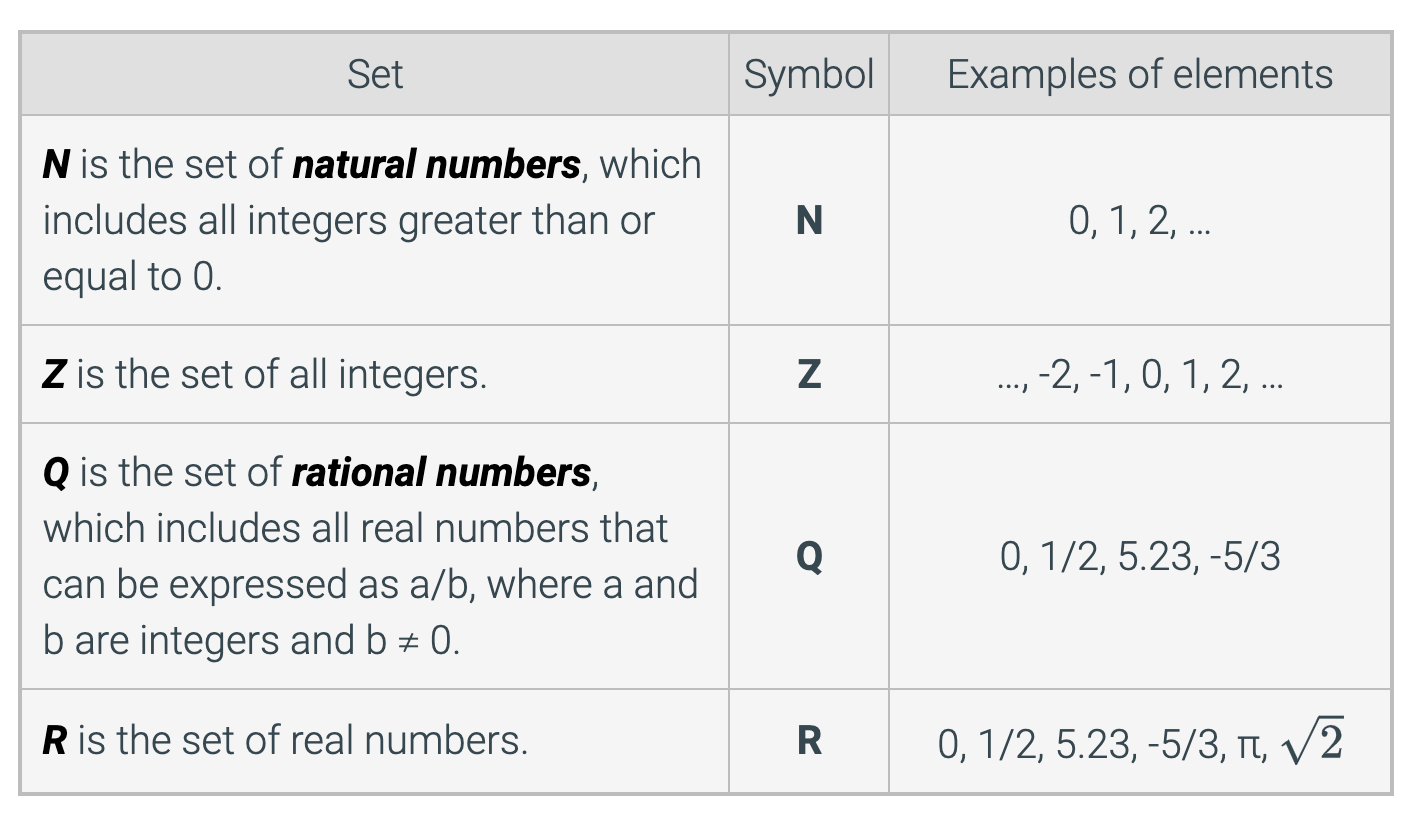 Set Symbol Examples of elements
N is the set of natural numbers, which
includes all integers greater than or
equal to 0.
N
0, 1, 2, ...
Z is the set of all integers.
Z
..., -2, -1, 0, 1, 2, ...
Q is the set of rational numbers,
which includes all real numbers that
can be expressed as a/b, where a and
b are integers and b ≠ 0.
Q
0, 1/2, 5.23, -5/3
R is the set of real numbers.
R
0, 1/2, 5.23, -5/3, π, √2